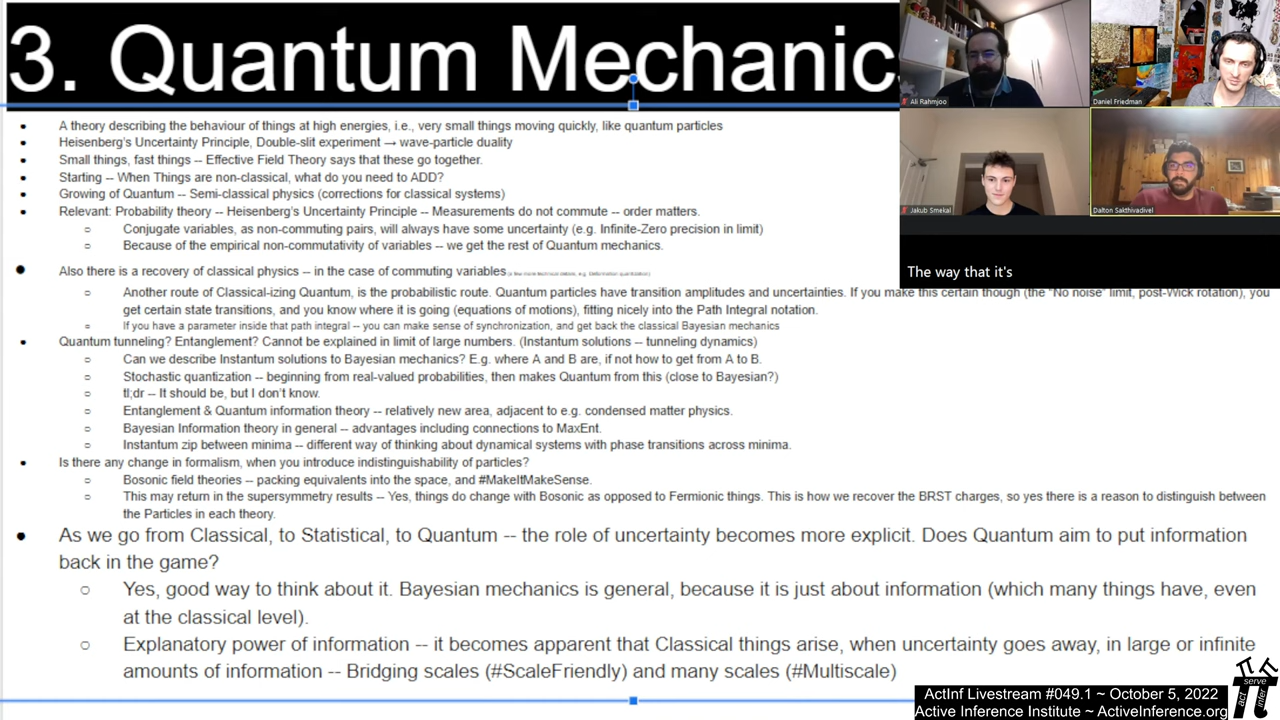 3. Quantum Mechanics
A theory describing the behaviour of things at high energies, i.e., very small things moving quickly, like quantum particles
Heisenberg's Uncertainty Principle, Double-slit experiment → wave-particle duality
Small things, fast things -- Effective Field Theory says that these go together.
Starting -- When Things are non-classical, what do you need to ADD?
Growing of Quantum -- Semi-classical physics (corrections for classical systems)
Relevant: Probability theory -- Heisenberg's Uncertainty Principle -- Measurements do not commute -- order matters.
Conjugate variables, as non-commuting pairs, will always have some uncertainty (e.g. Infinite-Zero precision in limit)
Because of the empirical non-commutativity of variables -- we get the rest of Quantum mechanics.
Also there is a recovery of classical physics -- in the case of commuting variables (a few more technical details, e.g. Deformation quantization)
Another route of Classical-izing Quantum, is the probabilistic route. Quantum particles have transition amplitudes and uncertainties. If you make this certain though (the "No noise" limit, post-Wick rotation), you
get certain state transitions, and you know where it is going (equations of motions), fitting nicely into the Path Integral notation.
If you have a parameter inside that path integral -- you can make sense of synchronization, and get back the classical Bayesian mechanics
Quantum tunneling? Entanglement? Cannot be explained in limit of large numbers. (Instantum solutions -- tunneling dynamics)
Can we describe Instantum solutions to Bayesian mechanics? E.g. where A and B are, if not how to get from A to B.
Stochastic quantization -- beginning from real-valued probabilities, then makes Quantum from this (close to Bayesian?)
tl;dr -- It should be, but I don't know.
Entanglement & Quantum information theory -- relatively new area, adjacent to e.g. condensed matter physics.
Bayesian Information theory in general -- advantages including connections to MaxEnt.
Instantum zip between minima -- different way of thinking about dynamical systems with phase transitions across minima.
Is there any change in formalism, when you introduce indistinguishability of particles?
Bosonic field theories -- packing equivalents into the space, and #MakeItMakeSense.
This may return in the supersymmetry results -- Yes, things do change with Bosonic as opposed to Fermionic things. This is how we recover the BRST charges, so yes there is a reason to distinguish between
the Particles in each theory.
As we go from Classical, to Statistical, to Quantum -- the role of uncertainty becomes more explicit. Does Quantum aim to put information
back in the game?
Yes, good way to think about it. Bayesian mechanics is general, because it is just about information (which many things have, even
at the classical level).
Explanatory power of information -- it becomes apparent that Classical things arise, when uncertainty goes away, in large or infinite
amounts of information -- Bridging scales (#ScaleFriendly) and many scales (#Multiscale)
Ali Rahmjoo
Daniel Friedman
Jakub Smekal
Dalton Sakthivadivel
The way that it's
ActInf Livestream #049.1 ~ October 5, 2022
Active Inference Institute ~ ActiveInference.org
serve
act
infer